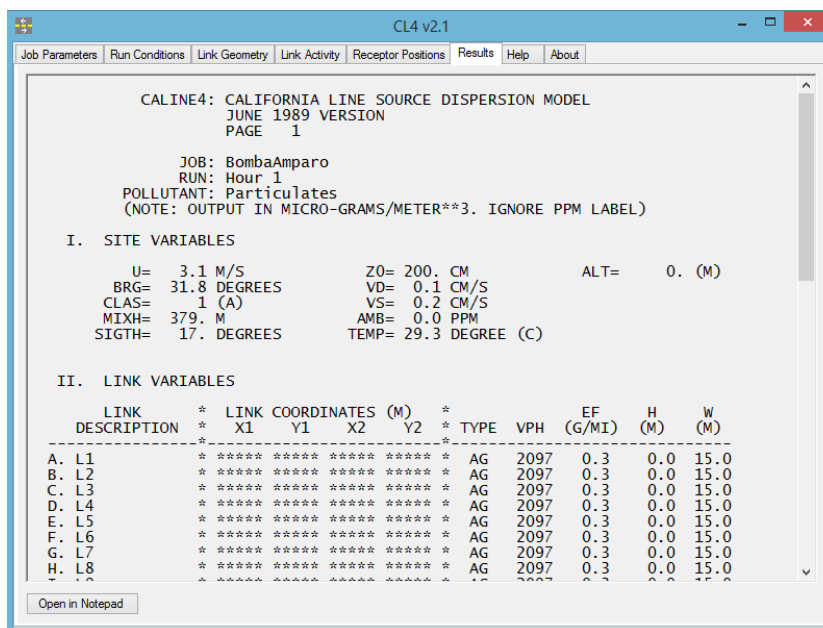 CL4 v2.1
Job Parameters Run Conditions Link Geometry Link Activity Receptor Positions Results Help About
CALINE4: CALIFORNIA LINE SOURCE DISPERSION MODEL
JUNE 1989 VERSION
PAGE 1
JOB: BombaAmparo
RUN: Hour 1
POLLUTANT: Particulates
(NOTE: OUTPUT IN MICRO-GRAMS/METER**3. IGNORE PPM LABEL)
I. SITE VARIABLES
U= 3.1 M/S Z0= 200. CM ALT= 0. (M)
BRG= 31.8 DEGREES VD= 0.1 CM/S
CLAS= 1 (A) VS= 0.2 CM/S
MIXH= 379. M AMB= 0.0 PPM
SIGTH= 17. DEGREES TEMP= 29.3 DEGREE (C)
II. LINK VARIABLES
LINK * LINK COORDINATES (M) * EF H W
DESCRIPTION * X1 Y1 X2 Y2 * TYPE VPH (G/MI) (M) (M)
----------------*-------------------------*------------------------------
A. L1 * ***** ***** ***** ***** * AG 2097 0.3 0.0 15.0
B. L2 * ***** ***** ***** ***** * AG 2097 0.3 0.0 15.0
C. L3 * ***** ***** ***** ***** * AG 2097 0.3 0.0 15.0
D. L4 * ***** ***** ***** ***** * AG 2097 0.3 0.0 15.0
E. L5 * ***** ***** ***** ***** * AG 2097 0.3 0.0 15.0
F. L6 * ***** ***** ***** ***** * AG 2097 0.3 0.0 15.0
G. L7 * ***** ***** ***** ***** * AG 2097 0.3 0.0 15.0
H. L8 * ***** ***** ***** ***** * AG 2097 0.3 0.0 15.0
Open in Notepad